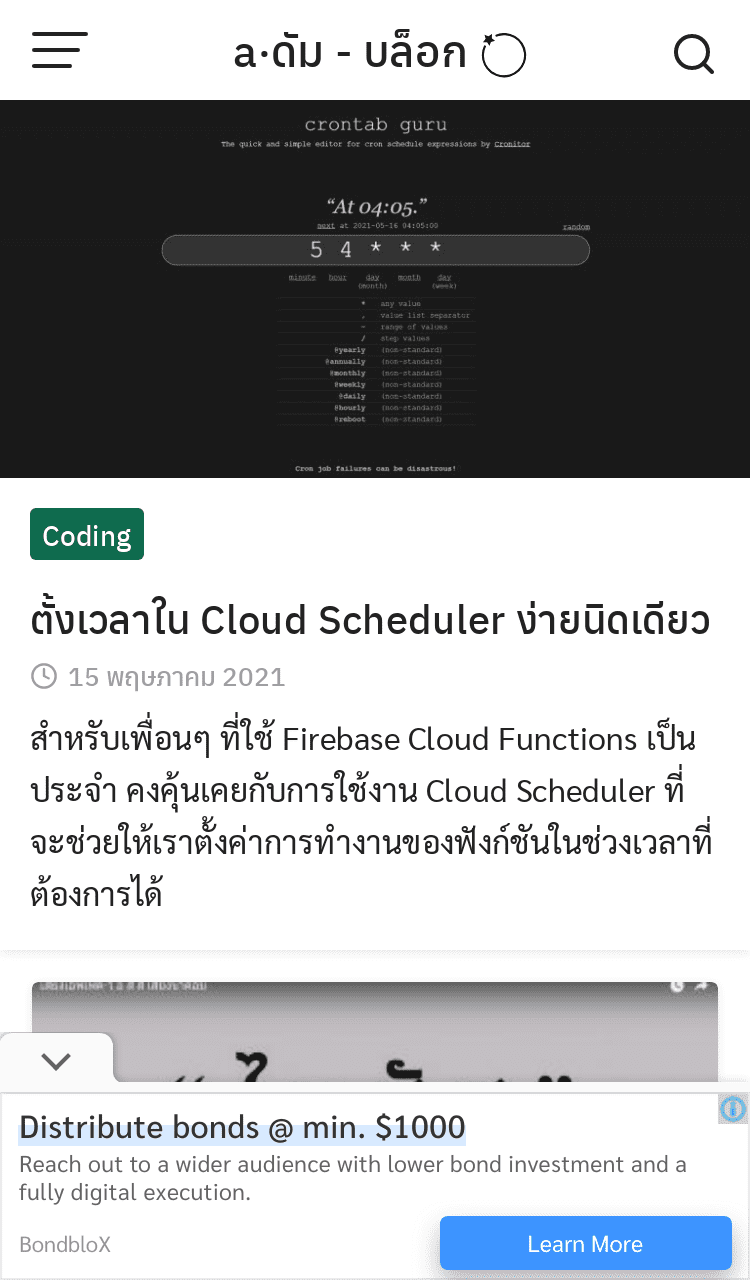 a·ดัม - บล็อก
crontab guru
The quick and simple editor for cron schedule expressions by Cronitor
“At 04:05.”
next at 2021-05-16 04:05:00
random
5 4 * * *
minute hour day (month) month day (week)
* any value
, value list separator
- range of values
/ step values
@yearly (non-standard)
@annually (non-standard)
@monthly (non-standard)
@weekly (non-standard)
@daily (non-standard)
@hourly (non-standard)
@reboot (non-standard)
Cron job failures can be disastrous!
Coding
ตั้งเวลาใน Cloud Scheduler ง่ายนิดเดียว
15 พฤษภาคม 2021
สำหรับเพื่อนๆ ที่ใช้ Firebase Cloud Functions เป็น
ประจำ คงคุ้นเคยกับการใช้งาน Cloud Scheduler ที่
จะช่วยให้เราตั้งค่าการทำงานของฟังก์ชันในช่วงเวลาที่
ต้องการได้
Distribute bonds @ min. $1000
Reach out to a wider audience with lower bond investment and a
fully digital execution.
BondbloX
Learn More